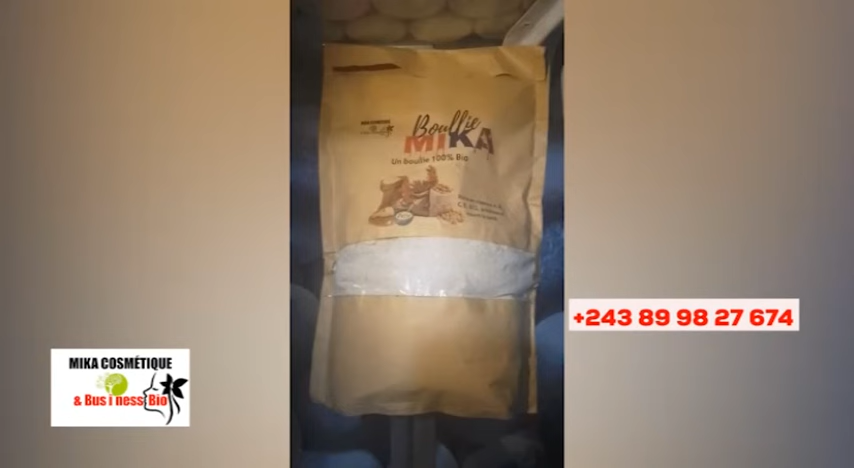 Bouillie
MIKA
Un bouillie 100% Bio
+243 89 98 27 674
MIKA COSMÉTIQUE
& Bus i ness Bio